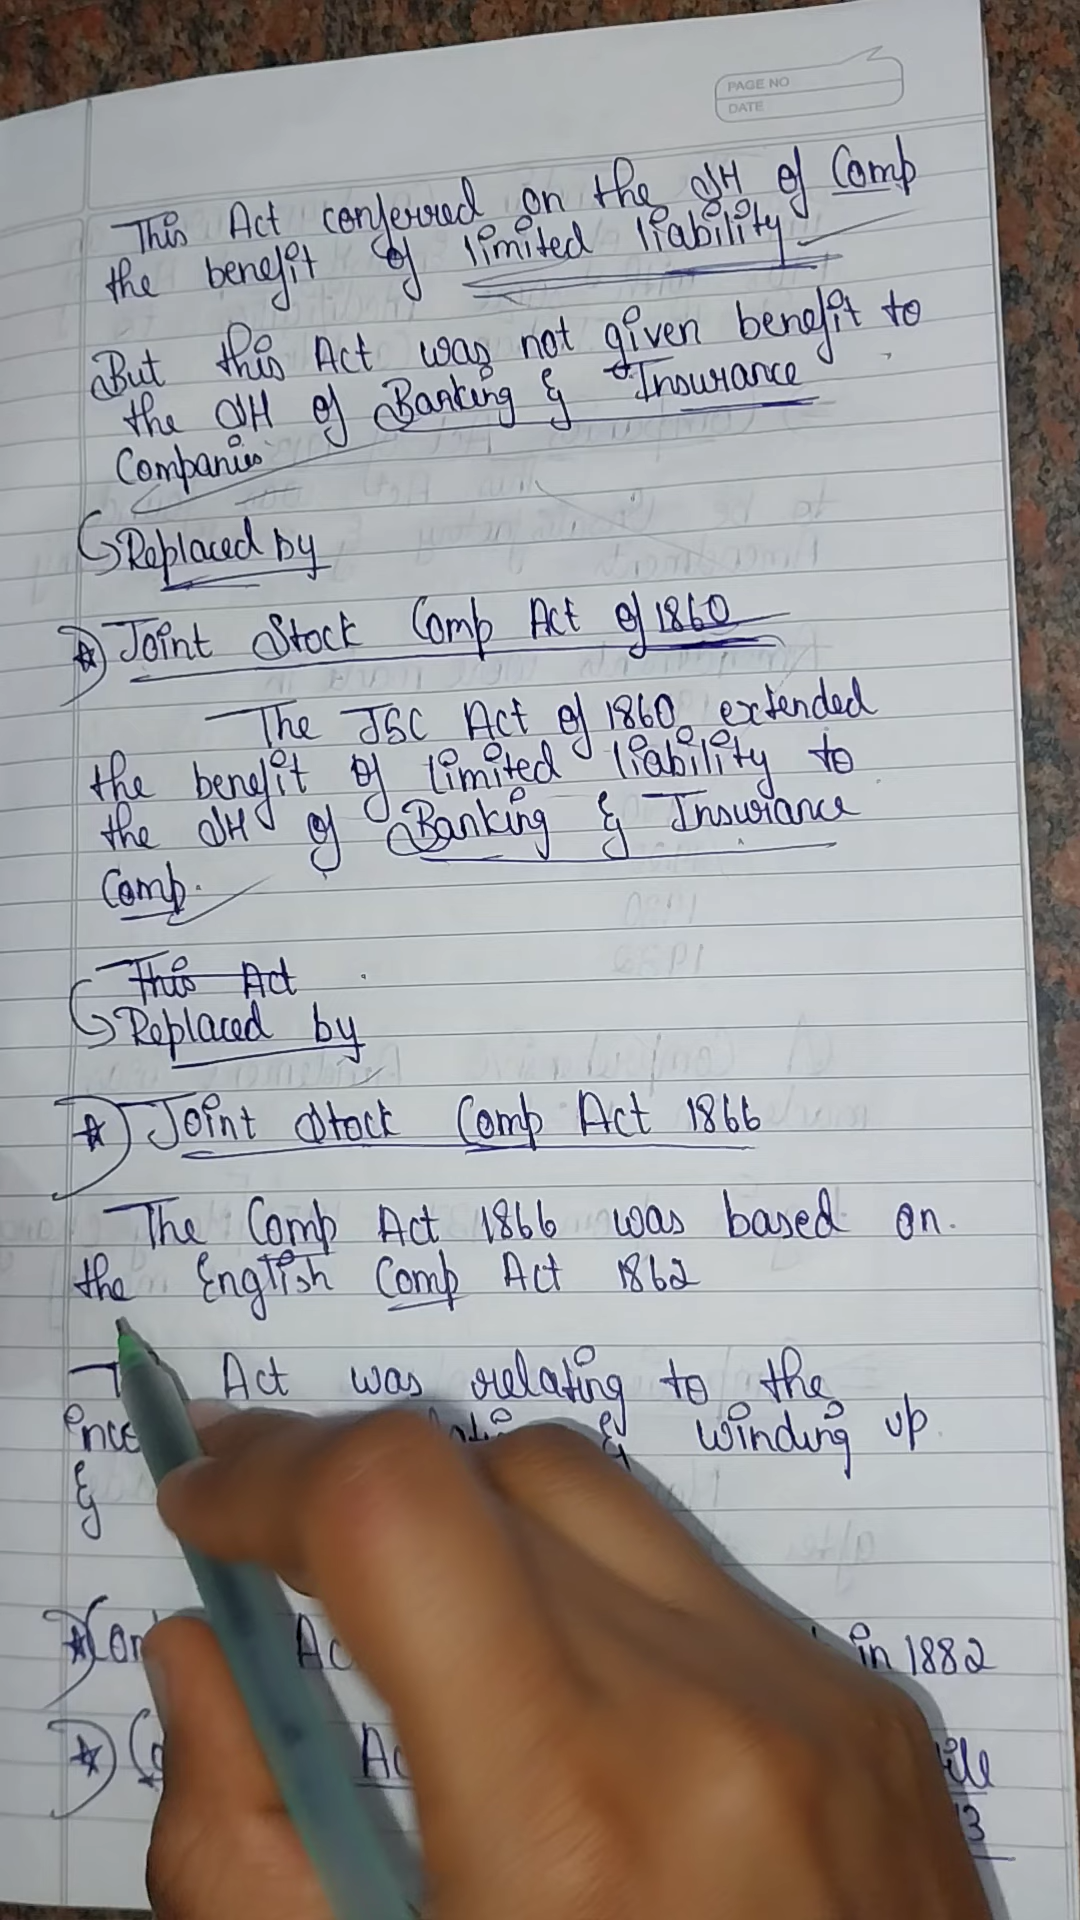 PAGE NO
DATE
This Act conferred on the SH of Comp
the benefit of limited liability
But this Act was not given benefit to
the SH of Banking & Insurance
Companies
Replaced by
Joint Stock Comp Act of 1860
The JSC Act of 1860 extended
the benefit of limited liability to
the SH of Banking & Insurance
Comp.
This Act
Replaced by
Joint Stock Comp Act 1866
The Comp Act 1866 was based on
the English Comp Act 1862
Act was relating to the
& winding up
&
in 1882